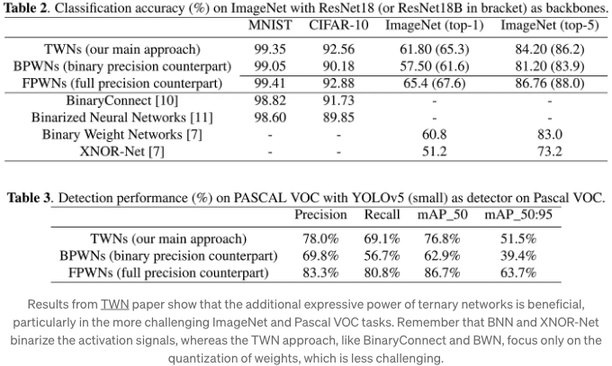 Table 2. Classification accuracy (%) on ImageNet with ResNet18 (or ResNet18B in bracket) as backbones.
MNIST CIFAR-10 ImageNet (top-1) ImageNet (top-5)
TWNs (our main approach) 99.35 92.56 61.80 (65.3) 84.20 (86.2)
BPWNs (binary precision counterpart) 99.05 90.18 57.50 (61.6) 81.20 (83.9)
FPWNs (full precision counterpart) 99.41 92.88 65.4 (67.6) 86.76 (88.0)
BinaryConnect [10] 98.82 91.73 - -
Binarized Neural Networks [11] 98.60 89.85 - -
Binary Weight Networks [7] - - 60.8 83.0
XNOR-Net [7] - - 51.2 73.2
Table 3. Detection performance (%) on PASCAL VOC with YOLOv5 (small) as detector on Pascal VOC.
Precision Recall mAP_50 mAP_50:95
TWNs (our main approach) 78.0% 69.1% 76.8% 51.5%
BPWNs (binary precision counterpart) 69.8% 56.7% 62.9% 39.4%
FPWNs (full precision counterpart) 83.3% 80.8% 86.7% 63.7%
Results from TWN paper show that the additional expressive power of ternary networks is beneficial,
particularly in the more challenging ImageNet and Pascal VOC tasks. Remember that BNN and XNOR-Net
binarize the activation signals, whereas the TWN approach, like BinaryConnect and BWN, focus only on the
quantization of weights, which is less challenging.